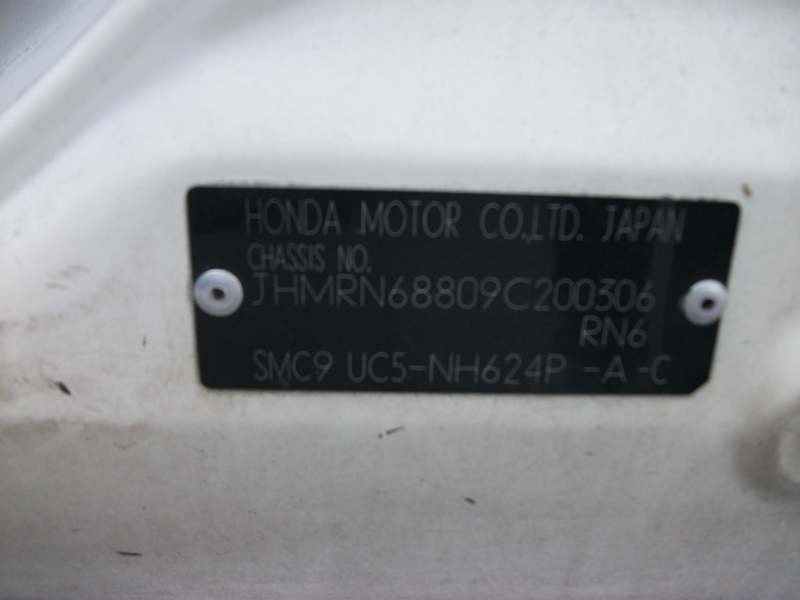 HONDA MOTOR CO.,LTD. JAPAN
CHASSIS NO.
JHMRN68809C200306
RN6
SMC9 UC5-NH624P -A -C